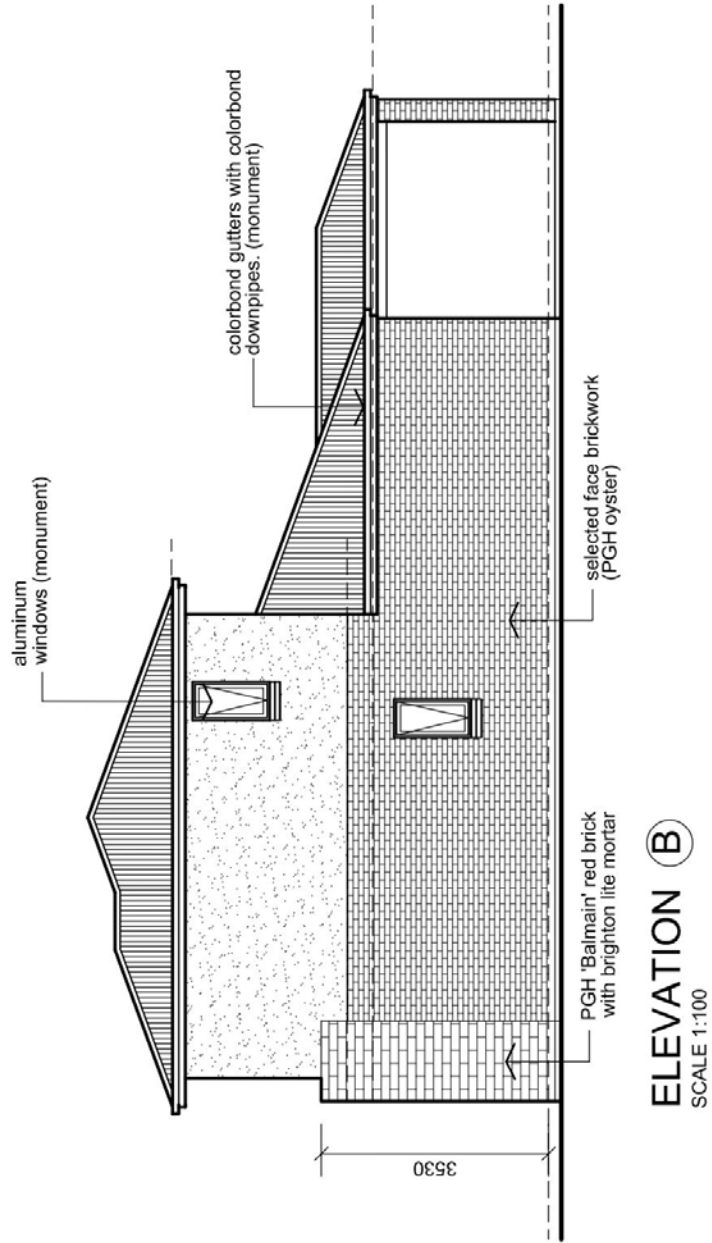 aluminum
windows (monument)
colorbond gutters with colorbond
downpipes. (monument)
3530
PGH 'Balmain' red brick
with brighton lite mortar
selected face brickwork
(PGH oyster)
ELEVATION B
SCALE 1:100